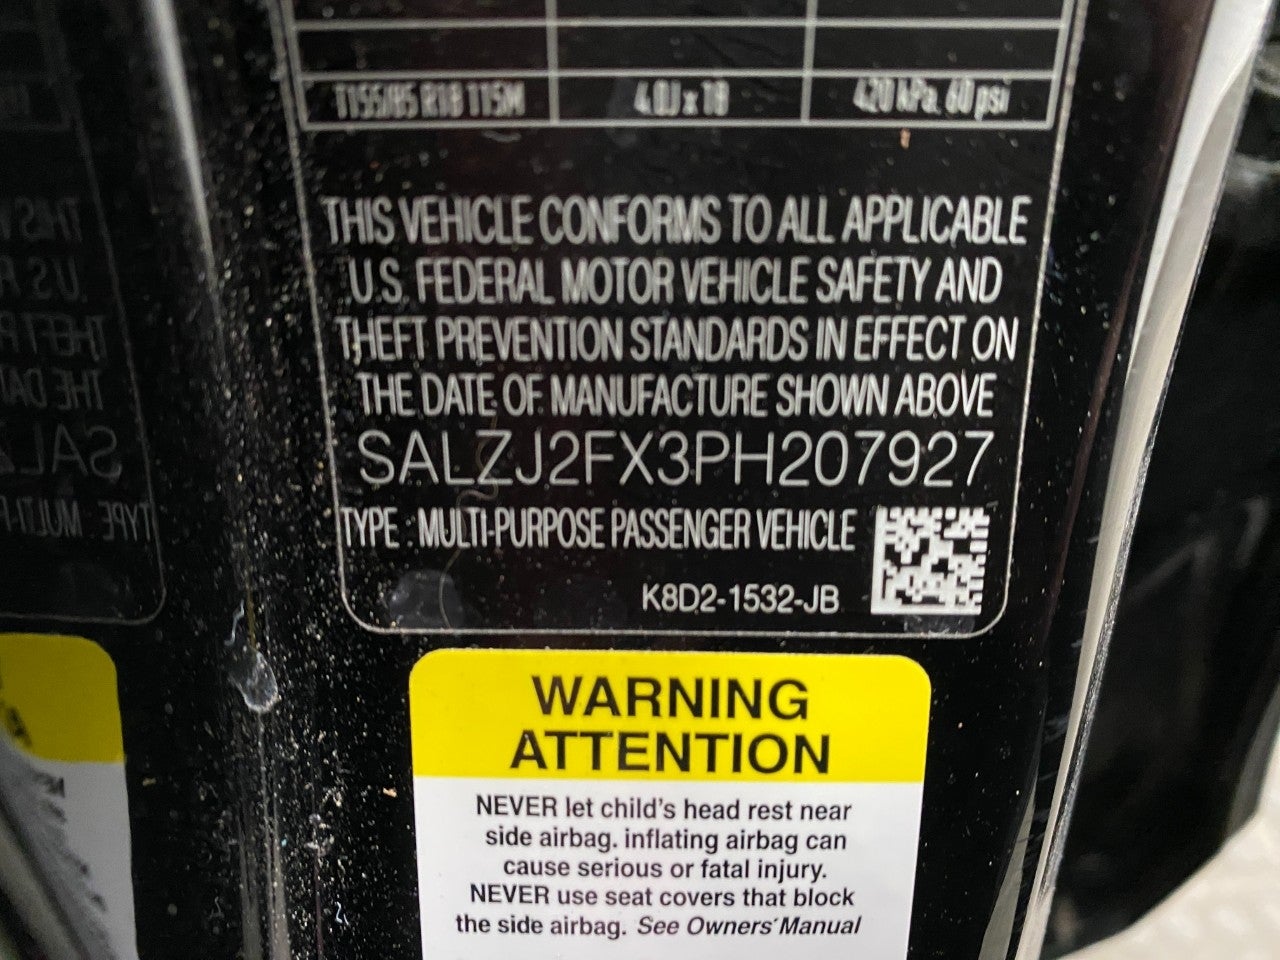 T155/85 R18 115M 4.0J x 18 420 kPa, 60 psi
THIS VEHICLE CONFORMS TO ALL APPLICABLE
U.S. FEDERAL MOTOR VEHICLE SAFETY AND
THEFT PREVENTION STANDARDS IN EFFECT ON
THE DATE OF MANUFACTURE SHOWN ABOVE
SALZJ2FX3PH207927
TYPE : MULTI-PURPOSE PASSENGER VEHICLE
K8D2-1532-JB
WARNING
ATTENTION
NEVER let child's head rest near
side airbag. inflating airbag can
cause serious or fatal injury.
NEVER use seat covers that block
the side airbag. See Owners' Manual